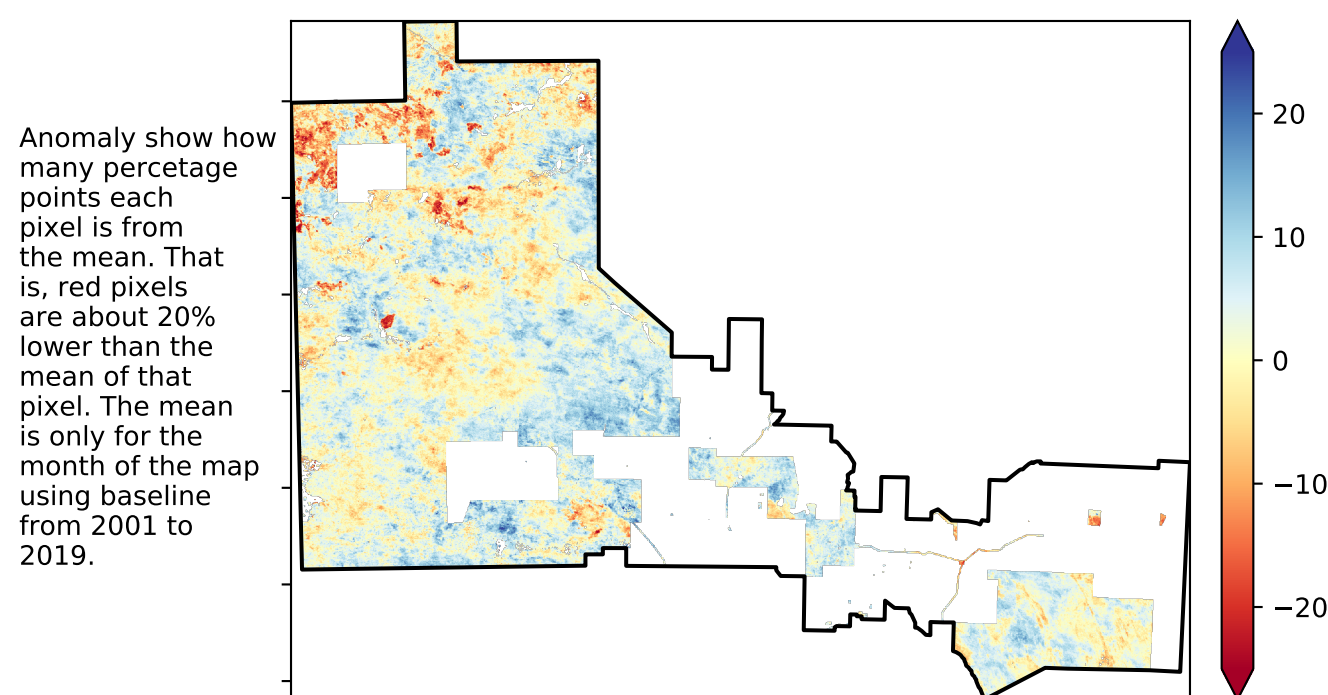 Anomaly show how
many percetage
points each
pixel is from
the mean. That
is, red pixels
are about 20%
lower than the
mean of that
pixel. The mean
is only for the
month of the map
using baseline
from 2001 to
2019.
20
10
0
−10
−20